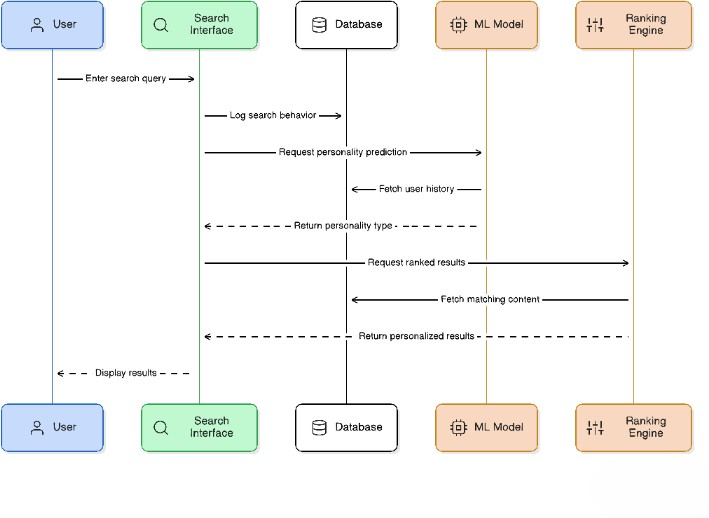 User
Search
Interface
Database
ML Model
Ranking
Engine
Enter search query
Log search behavior
Request personality prediction
Fetch user history
Return personality type
Request ranked results
Fetch matching content
Return personalized results
Display results
User
Search
Interface
Database
ML Model
Ranking
Engine